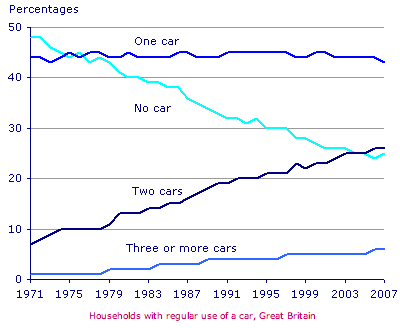 Percentages
50
One car
40
No car
30
20
Two cars
10
Three or more cars
0
1971 1975 1979 1983 1987 1991 1995 1999 2003 2007
Households with regular use of a car, Great Britain